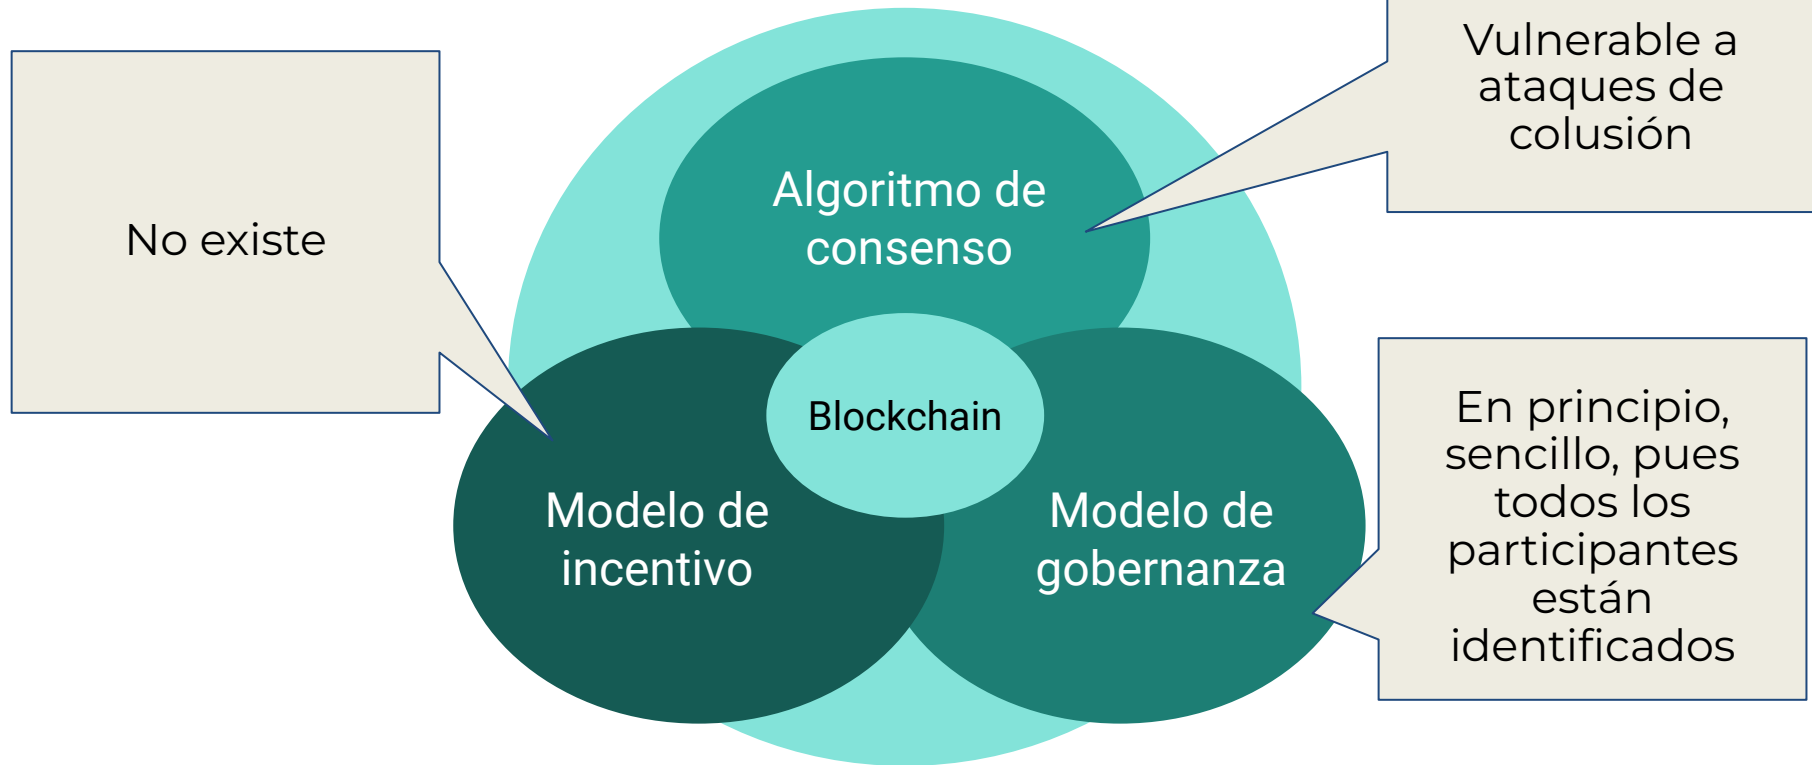 Vulnerable a
ataques de
colusión
No existe
Algoritmo de
consenso
Blockchain
Modelo de
incentivo
Modelo de
gobernanza
En principio,
sencillo, pues
todos los
participantes
están
identificados